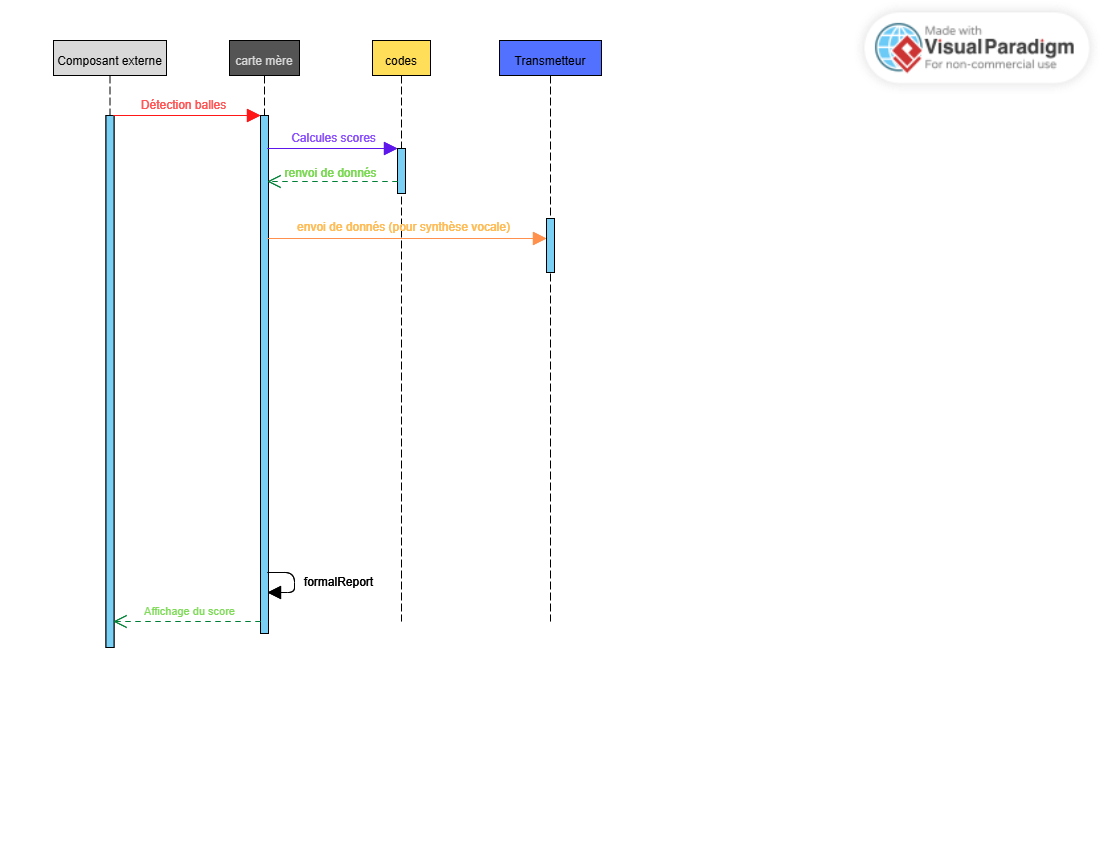 Made with
Visual Paradigm
For non-commercial use
Composant externe
carte mère
codes
Transmetteur
Détection balles
Calcules scores
renvoi de donnés
envoi de donnés (pour synthèse vocale)
formalReport
Affichage du score